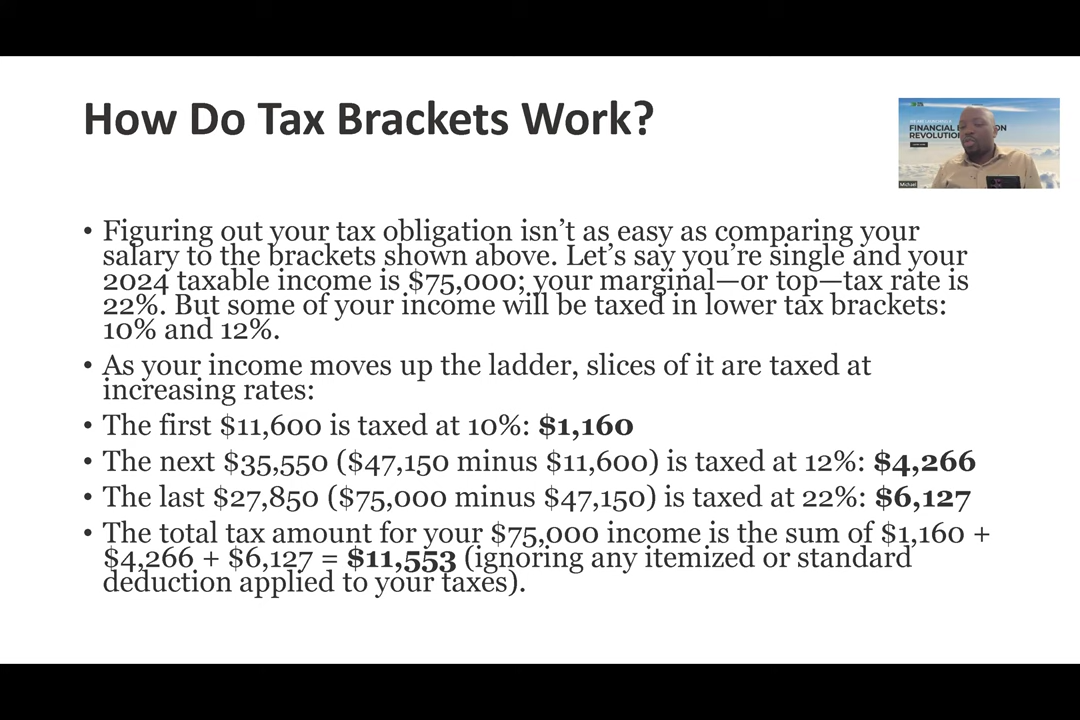 How Do Tax Brackets Work?
WE ARE LAUNCHING A
FINANCIAL
REVOLUTION
Michael
• Figuring out your tax obligation isn’t as easy as comparing your
salary to the brackets shown above. Let’s say you’re single and your
2024 taxable income is $75,000; your marginal—or top—tax rate is
22%. But some of your income will be taxed in lower tax brackets:
10% and 12%.
• As your income moves up the ladder, slices of it are taxed at
increasing rates:
• The first $11,600 is taxed at 10%: $1,160
• The next $35,550 ($47,150 minus $11,600) is taxed at 12%: $4,266
• The last $27,850 ($75,000 minus $47,150) is taxed at 22%: $6,127
• The total tax amount for your $75,000 income is the sum of $1,160 +
$4,266 + $6,127 = $11,553 (ignoring any itemized or standard
deduction applied to your taxes).